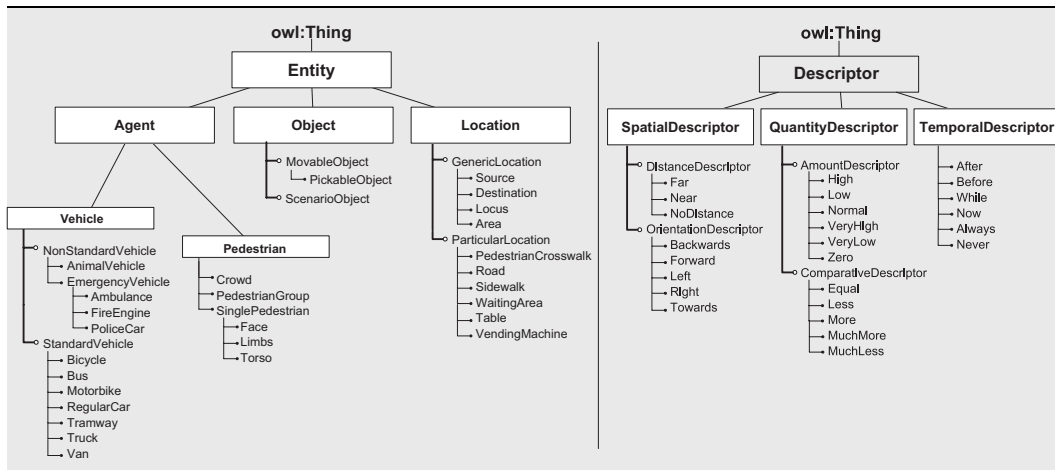 owl:Thing
Entity
Agent
Object
Location
MovableObject
PickableObject
ScenarioObject
GenericLocation
Source
Destination
Locus
Area
ParticularLocation
PedestrianCrosswalk
Road
Sidewalk
WaitingArea
Table
VendingMachine
Vehicle
NonStandardVehicle
AnimalVehicle
EmergencyVehicle
Ambulance
FireEngine
PoliceCar
StandardVehicle
Bicycle
Bus
Motorbike
RegularCar
Tramway
Truck
Van
Pedestrian
Crowd
PedestrianGroup
SinglePedestrian
Face
Limbs
Torso
owl:Thing
Descriptor
SpatialDescriptor
QuantityDescriptor
TemporalDescriptor
DistanceDescriptor
Far
Near
NoDistance
OrientationDescriptor
Backwards
Forward
Left
Right
Towards
AmountDescriptor
High
Low
Normal
VeryHigh
VeryLow
Zero
ComparativeDescriptor
Equal
Less
More
MuchMore
MuchLess
After
Before
While
Now
Always
Never